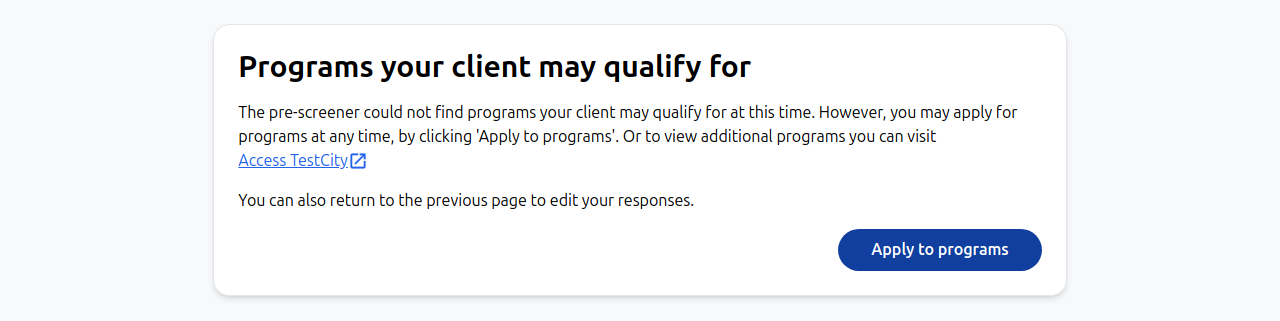 Programs your client may qualify for
The pre-screener could not find programs your client may qualify for at this time. However, you may apply for
programs at any time, by clicking 'Apply to programs'. Or to view additional programs you can visit
Access TestCity
You can also return to the previous page to edit your responses.
Apply to programs